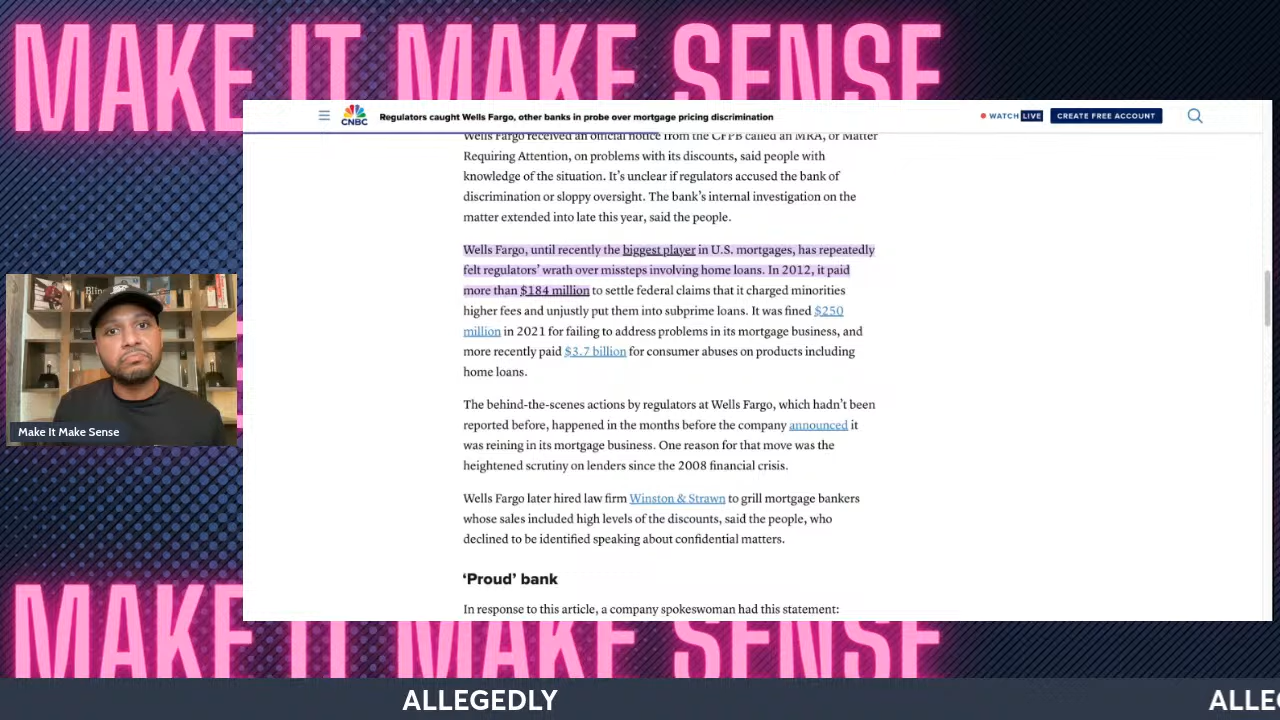 MAKE IT MAKE SENSE
CNBC
Regulators caught Wells Fargo, other banks in probe over mortgage pricing discrimination
WATCH LIVE
CREATE FREE ACCOUNT
Wells Fargo received an official notice from the CFPB called an MRA, or Matter
Requiring Attention, on problems with its discounts, said people with
knowledge of the situation. It’s unclear if regulators accused the bank of
discrimination or sloppy oversight. The bank’s internal investigation on the
matter extended into late this year, said the people.
Wells Fargo, until recently the biggest player in U.S. mortgages, has repeatedly
felt regulators’ wrath over missteps involving home loans. In 2012, it paid
more than $184 million to settle federal claims that it charged minorities
higher fees and unjustly put them into subprime loans. It was fined $250
million in 2021 for failing to address problems in its mortgage business, and
more recently paid $3.7 billion for consumer abuses on products including
home loans.
The behind-the-scenes actions by regulators at Wells Fargo, which hadn’t been
reported before, happened in the months before the company announced it
was reining in its mortgage business. One reason for that move was the
heightened scrutiny on lenders since the 2008 financial crisis.
Wells Fargo later hired law firm Winston & Strawn to grill mortgage bankers
whose sales included high levels of the discounts, said the people, who
declined to be identified speaking about confidential matters.
‘Proud’ bank
In response to this article, a company spokeswoman had this statement:
Make It Make Sense
MAKE IT MAKE SENSE
ALLEGEDLY
ALLE